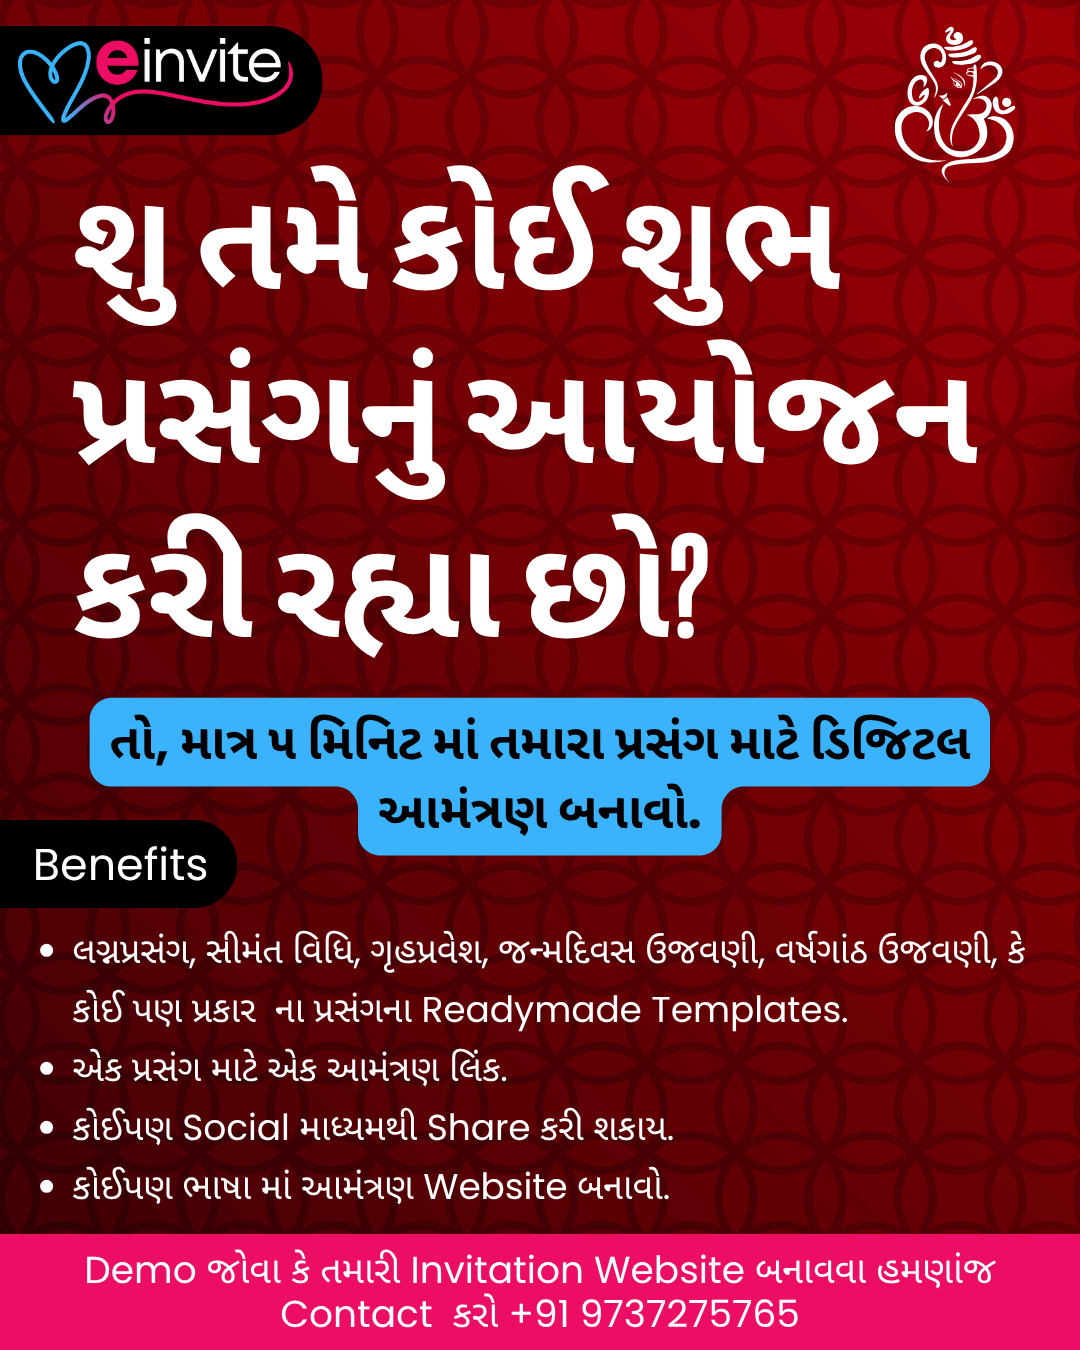 einvite
શુ તમે કોઈ શુભ
પ્રસંગનું આયોજન
કરી રહ્યા છો?
તો, માત્ર ૫ મિનિટ માં તમારા પ્રસંગ માટે ડિજિટલ
આમંત્રણ બનાવો.
Benefits
• લગ્નપ્રસંગ, સીમંત વિધિ, ગૃહપ્રવેશ, જન્મદિવસ ઉજવણી, વર્ષગાંઠ ઉજવણી, કે
કોઈ પણ પ્રકાર ના પ્રસંગના Readymade Templates.
• એક પ્રસંગ માટે એક આમંત્રણ લિંક.
• કોઈપણ Social માધ્યમથી Share કરી શકાય.
• કોઈપણ ભાષા માં આમંત્રણ Website બનાવો.
Demo જોવા કે તમારી Invitation Website બનાવવા હમણાંજ
Contact કરો +91 9737275765